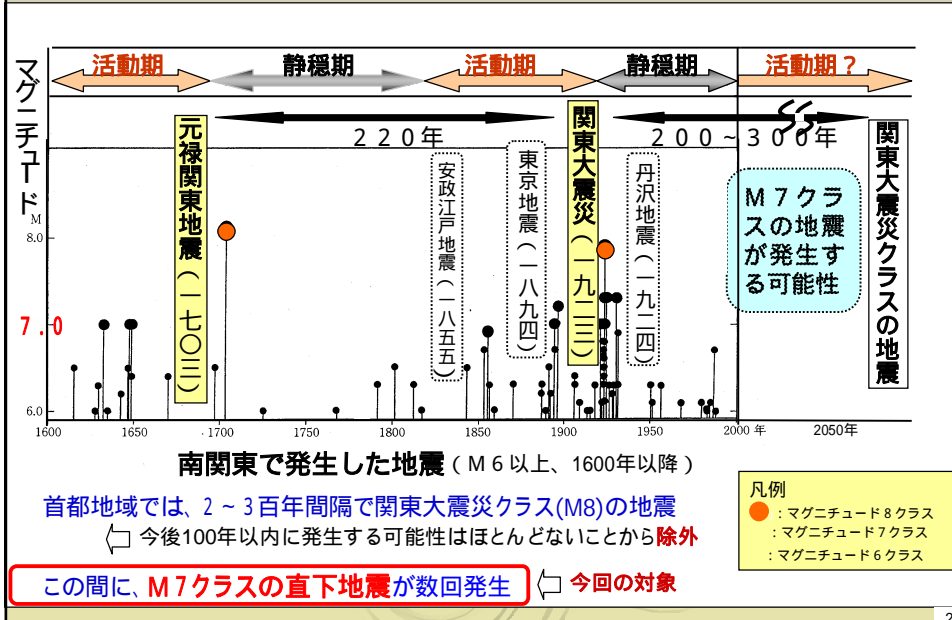 活動期
静穏期
活動期
静穏期
活動期？
マグニチュード
M
220年
200~300年
元禄関東地震（一七〇三）
安政江戸地震（一八五五）
東京地震（一八九四）
関東大震災（一九二三）
丹沢地震（一九二四）
M7クラ
スの地震
が発生す
る可能性
関東大震災クラスの地震
8.0
7.0
6.0
1600
1650
1700
1750
1800
1850
1900
1950
2000 年
2050年
南関東で発生した地震（M6以上、1600年以降）
首都地域では、2～3百年間隔で関東大震災クラス(M8)の地震
今後100年以内に発生する可能性はほとんどないことから除外
この間に、M7クラスの直下地震が数回発生
今回の対象
凡例
：マグニチュード8クラス
：マグニチュード7クラス
：マグニチュード6クラス
2